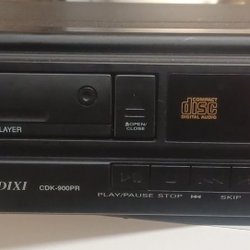 COMPACT
disc
DIGITAL AUDIO
LAYER
OPEN/
CLOSE
DIXI CDK-900PR
PLAY/PAUSE STOP ⏮ SKIP